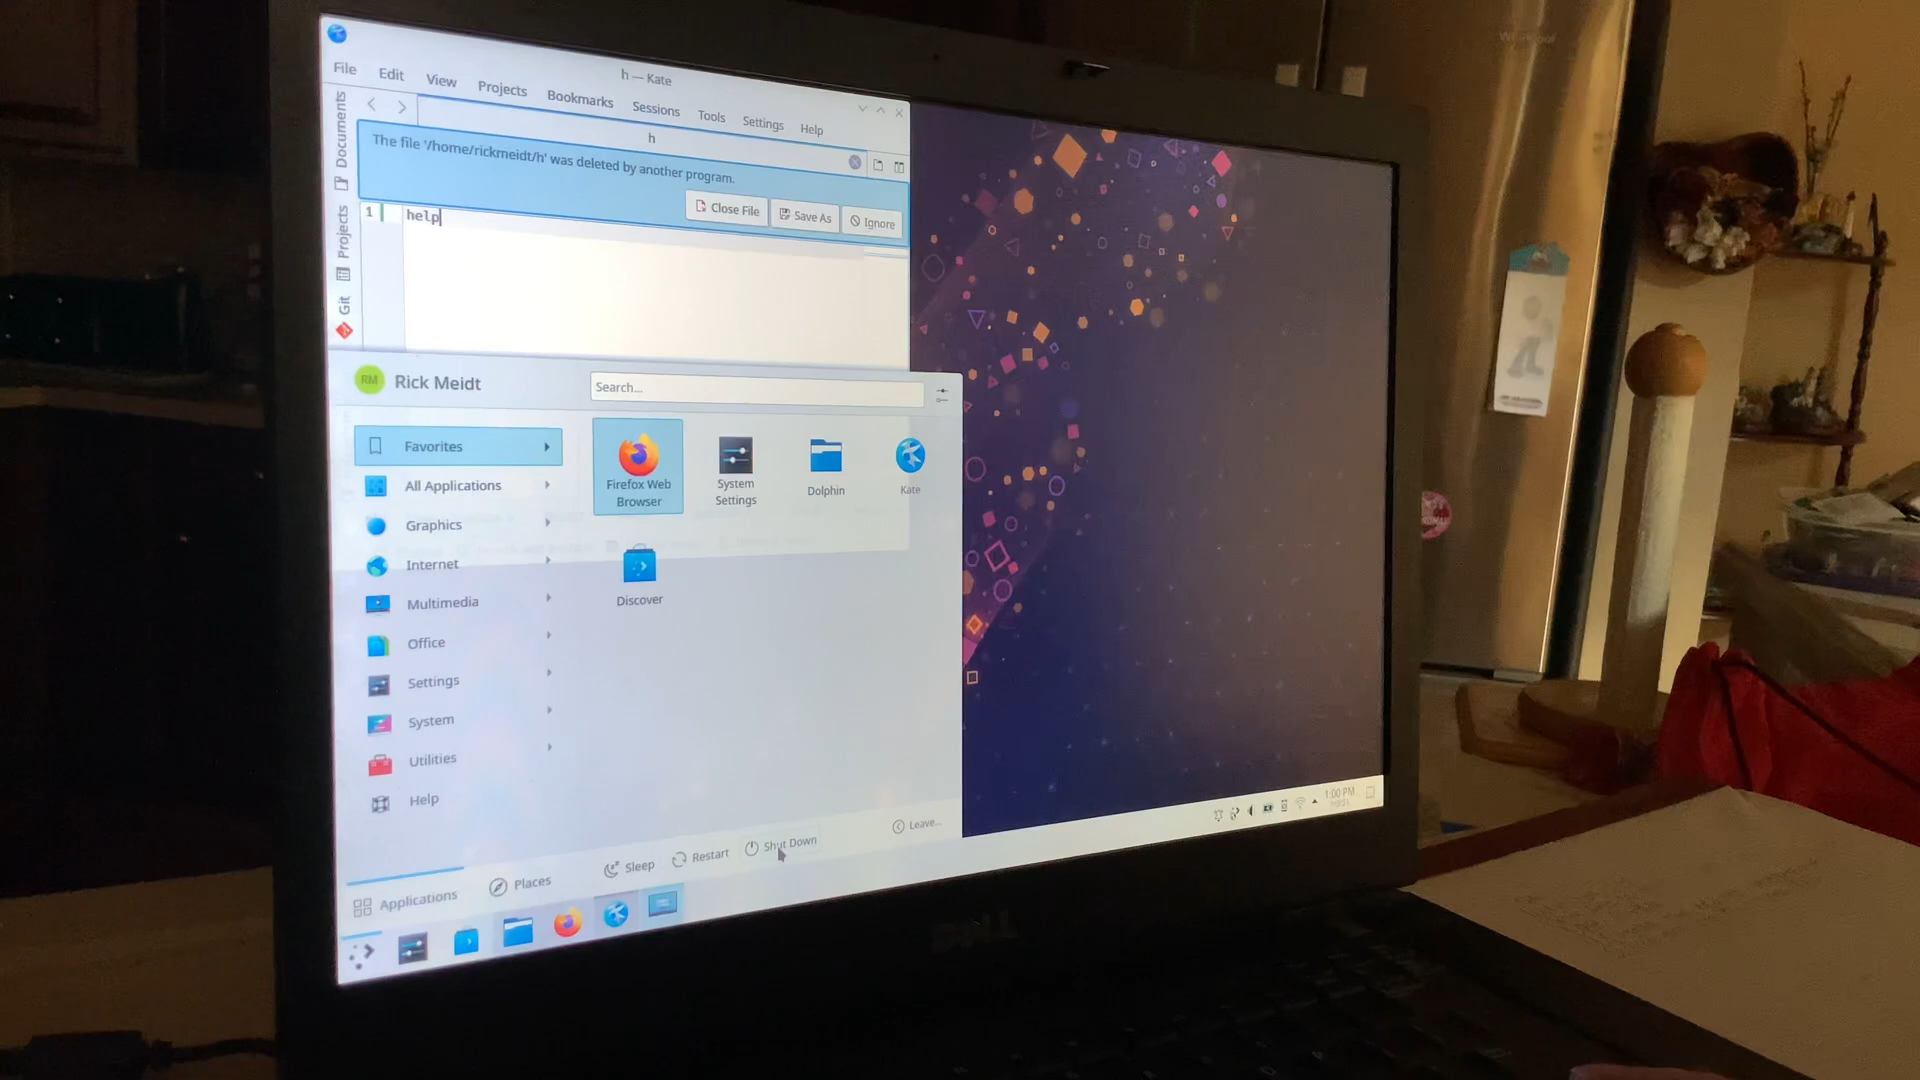 h — Kate
File Edit View Projects Bookmarks Sessions Tools Settings Help
h
Documents
Projects
Git
The file '/home/rickmeidt/h' was deleted by another program.
Close File Save As Ignore
1 help
RM Rick Meidt
Search...
Favorites
All Applications
Graphics
Internet
Multimedia
Office
Settings
System
Utilities
Help
Firefox Web
Browser
System
Settings
Dolphin
Kate
Discover
Sleep Restart Shut Down Leave...
Applications Places
1:00 PM
DELL
Whirlpool